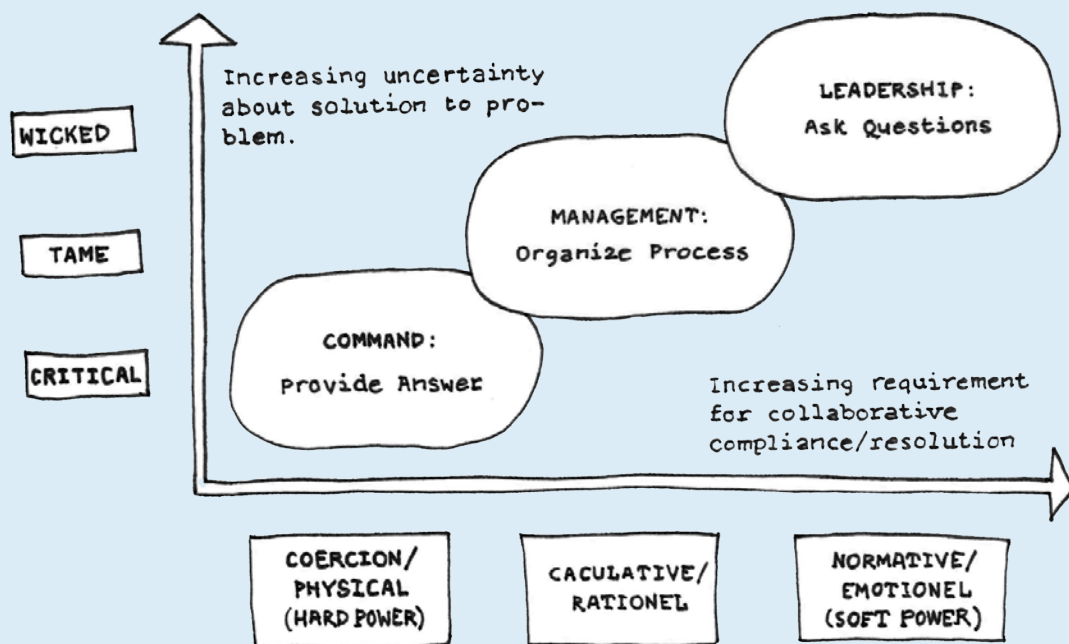 Increasing uncertainty
about solution to pro-
blem.
WICKED
TAME
CRITICAL
LEADERSHIP:
Ask Questions
MANAGEMENT:
Organize Process
COMMAND:
Provide Answer
Increasing requirement
for collaborative
compliance/resolution
COERCION/
PHYSICAL
(HARD POWER)
CACULATIVE/
RATIONEL
NORMATIVE/
EMOTIONEL
(SOFT POWER)